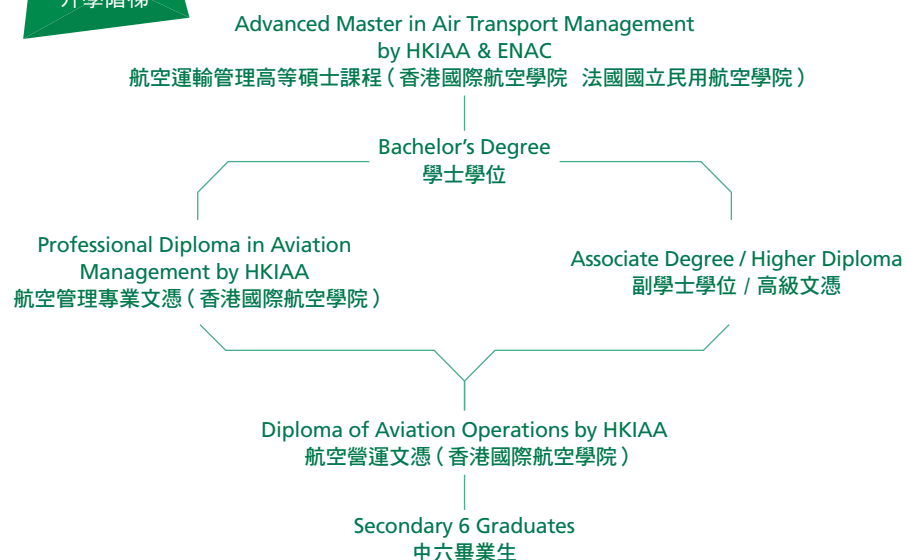 升學階梯
Advanced Master in Air Transport Management
by HKIAA & ENAC
航空運輸管理高等碩士課程（香港國際航空學院 法國國立民用航空學院）
Bachelor's Degree
學士學位
Professional Diploma in Aviation
Management by HKIAA
航空管理專業文憑（香港國際航空學院）
Associate Degree / Higher Diploma
副學士學位 / 高級文憑
Diploma of Aviation Operations by HKIAA
航空營運文憑（香港國際航空學院）
Secondary 6 Graduates
中六畢業生